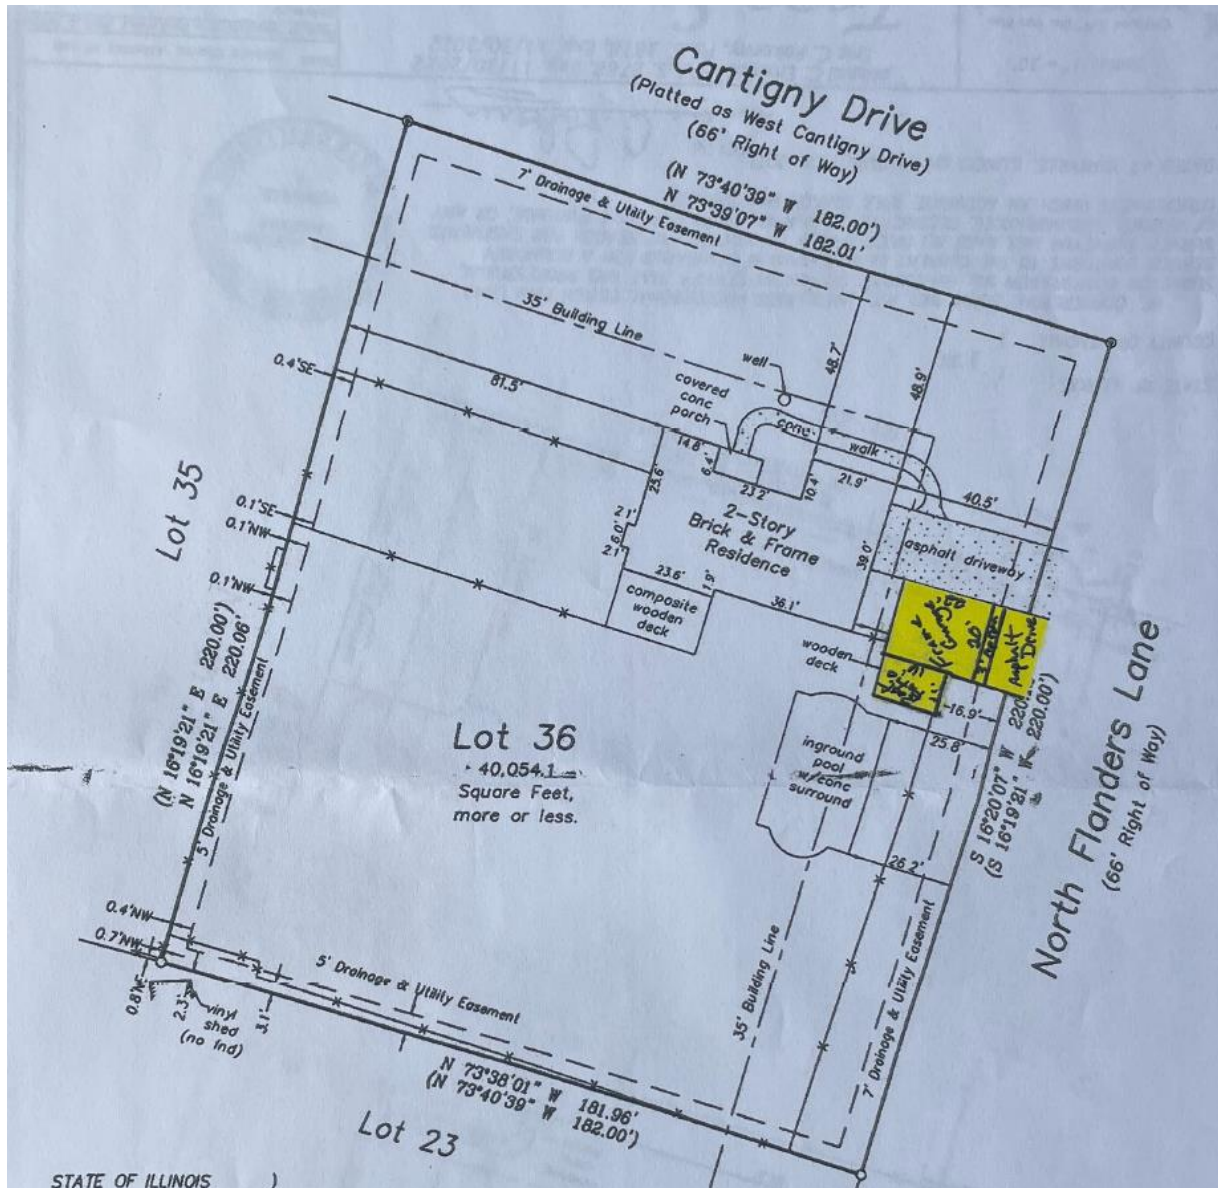 Cantigny Drive
(Platted as West Cantigny Drive)
(66' Right of Way)
(N 73°40'39" W 182.00')
N 73°39'07" W 182.01'
7' Drainage & Utility Easement
35' Building Line
well
48.7'
48.9'
0.4'SE
81.5'
covered
conc
porch
conc.
walk
14.8'
6.4'
23.2'
10.4'
21.9'
40.5'
25.6'
Lot 35
0.1'SE
0.1'NW
0.1'NW
2.1'
6.0'
2.1'
2-Story
Brick & Frame
Residence
39.0'
asphalt driveway
23.6'
1.9'
36.1'
composite
wooden
deck
wooden
deck
20'
Asphalt
Drive
11'
16.9'
25.8'
(N 16°19'21" E 220.00')
N 16°19'21" E 220.06'
5' Drainage & Utility Easement
Lot 36
40,054.1
Square Feet,
more or less.
inground
pool
w/conc
surround
26.2'
S 16°20'07" W 220.
(S 16°19'21" W 220.00')
North Flanders Lane
(66' Right of Way)
0.4'NW
0.7'NW
2.3'
3.1'
vinyl
shed
(no fnd)
5' Drainage & Utility Easement
35' Building Line
7' Drainage & Utility Easement
N 73°38'01" W 181.96'
(N 73°40'39" W 182.00')
Lot 23
STATE OF ILLINOIS )